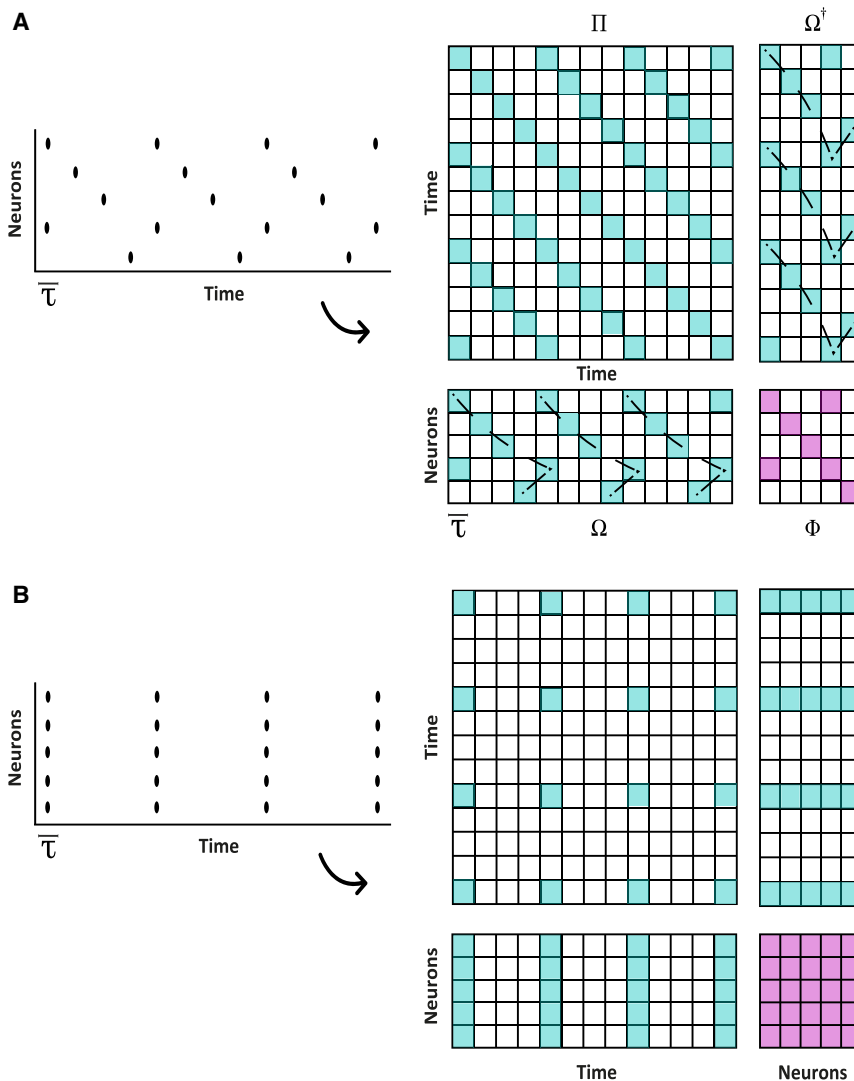 A
Π
Ω†
Neurons
τ̅
Time
Time
Time
Neurons
τ̅
Ω
Φ
B
Neurons
τ̅
Time
Time
Neurons
Time
Neurons